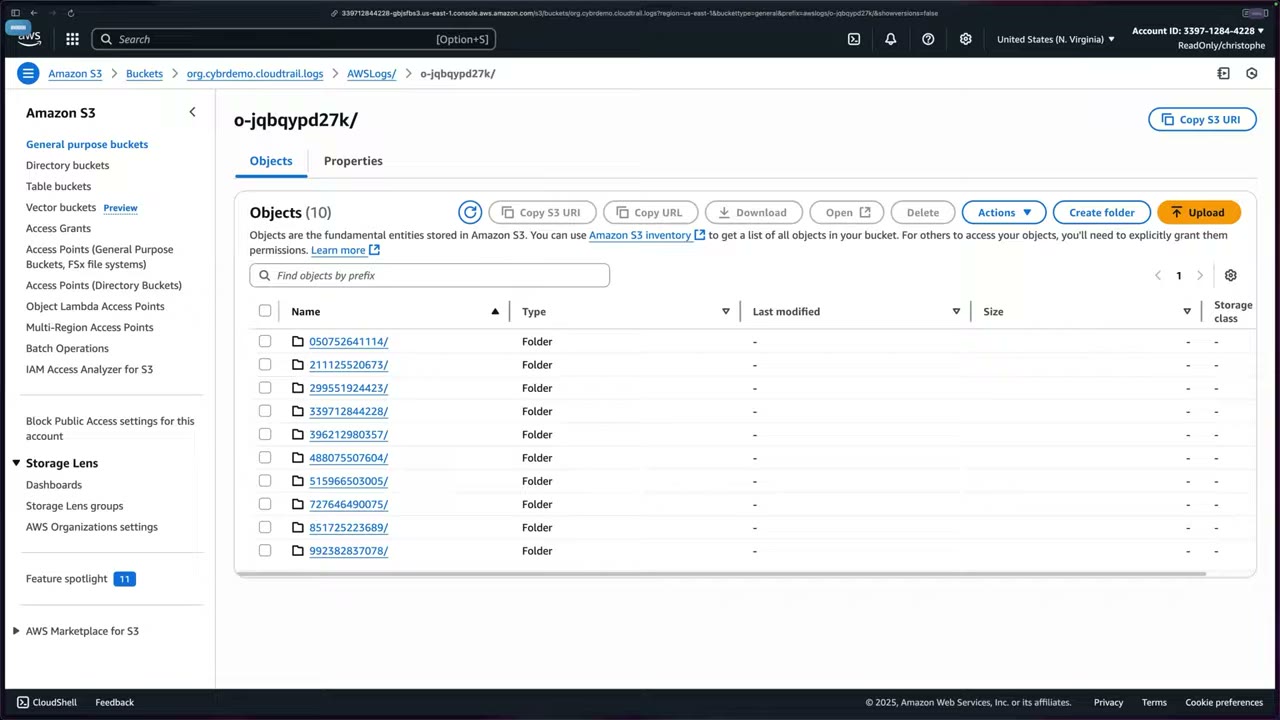 339712844228-gbjsfbs3.us-east-1.console.aws.amazon.com/s3/buckets/org.cybrdemo.cloudtrail.logs?region=us-east-1&buckettype=general&prefix=awslogs/o-jqbqypd27k/&showversions=false
aws
Search [Option+S]
United States (N. Virginia) ▼
Account ID: 3397-1284-4228 ▼
ReadOnly/christophe
Amazon S3 > Buckets > org.cybrdemo.cloudtrail.logs > AWSLogs/ > o-jqbqypd27k/
Amazon S3
General purpose buckets
Directory buckets
Table buckets
Vector buckets Preview
Access Grants
Access Points (General Purpose
Buckets, FSx file systems)
Access Points (Directory Buckets)
Object Lambda Access Points
Multi-Region Access Points
Batch Operations
IAM Access Analyzer for S3
Block Public Access settings for this
account
Storage Lens
Dashboards
Storage Lens groups
AWS Organizations settings
Feature spotlight 11
AWS Marketplace for S3
o-jqbqypd27k/
Copy S3 URI
Objects Properties
Objects (10)
Copy S3 URI Copy URL Download Open Delete Actions ▼ Create folder Upload
Objects are the fundamental entities stored in Amazon S3. You can use Amazon S3 inventory to get a list of all objects in your bucket. For others to access your objects, you'll need to explicitly grant them
permissions. Learn more
Find objects by prefix
1
Name Type Last modified Size Storage
class
050752641114/ Folder - - -
211125520673/ Folder - - -
299551924423/ Folder - - -
339712844228/ Folder - - -
396212980357/ Folder - - -
488075507604/ Folder - - -
515966503005/ Folder - - -
727646490075/ Folder - - -
851725223689/ Folder - - -
992382837078/ Folder - - -
CloudShell Feedback © 2025, Amazon Web Services, Inc. or its affiliates. Privacy Terms Cookie preferences